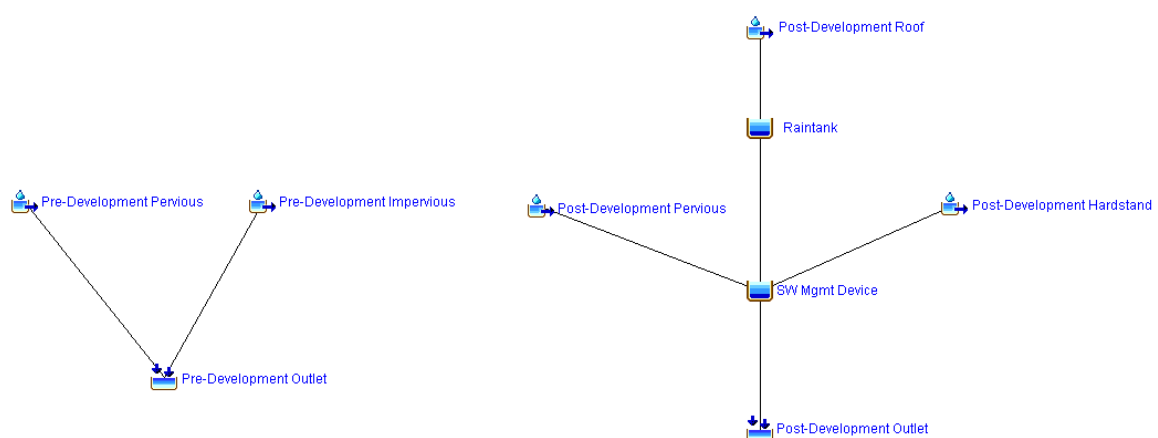 Post-Development Roof
Raintank
Pre-Development Pervious
Pre-Development Impervious
Post-Development Pervious
Post-Development Hardstand
SW Mgmt Device
Pre-Development Outlet
Post-Development Outlet